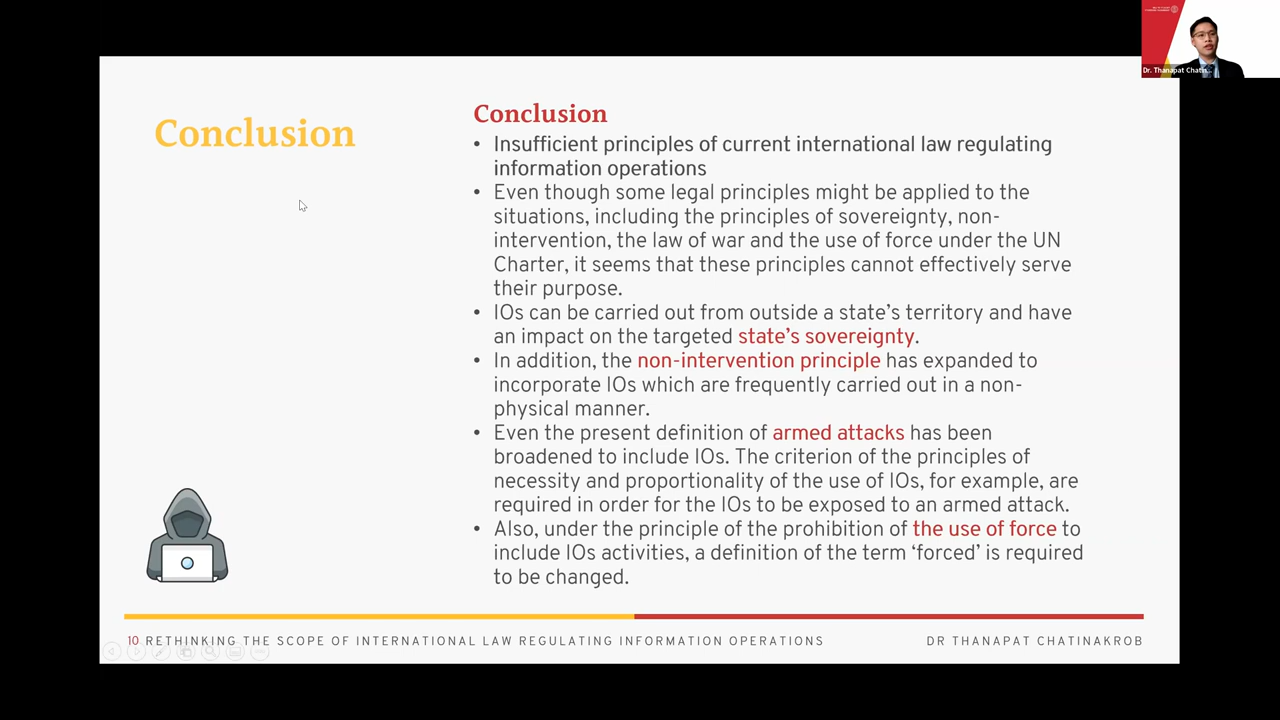 Dr. Thanapat Chatin...
Conclusion
Conclusion
• Insufficient principles of current international law regulating
information operations
• Even though some legal principles might be applied to the
situations, including the principles of sovereignty, non-
intervention, the law of war and the use of force under the UN
Charter, it seems that these principles cannot effectively serve
their purpose.
• IOs can be carried out from outside a state’s territory and have
an impact on the targeted state’s sovereignty.
• In addition, the non-intervention principle has expanded to
incorporate IOs which are frequently carried out in a non-
physical manner.
• Even the present definition of armed attacks has been
broadened to include IOs. The criterion of the principles of
necessity and proportionality of the use of IOs, for example, are
required in order for the IOs to be exposed to an armed attack.
• Also, under the principle of the prohibition of the use of force to
include IOs activities, a definition of the term ‘forced’ is required
to be changed.
10 RETHINKING THE SCOPE OF INTERNATIONAL LAW REGULATING INFORMATION OPERATIONS
DR THANAPAT CHATINAKROB